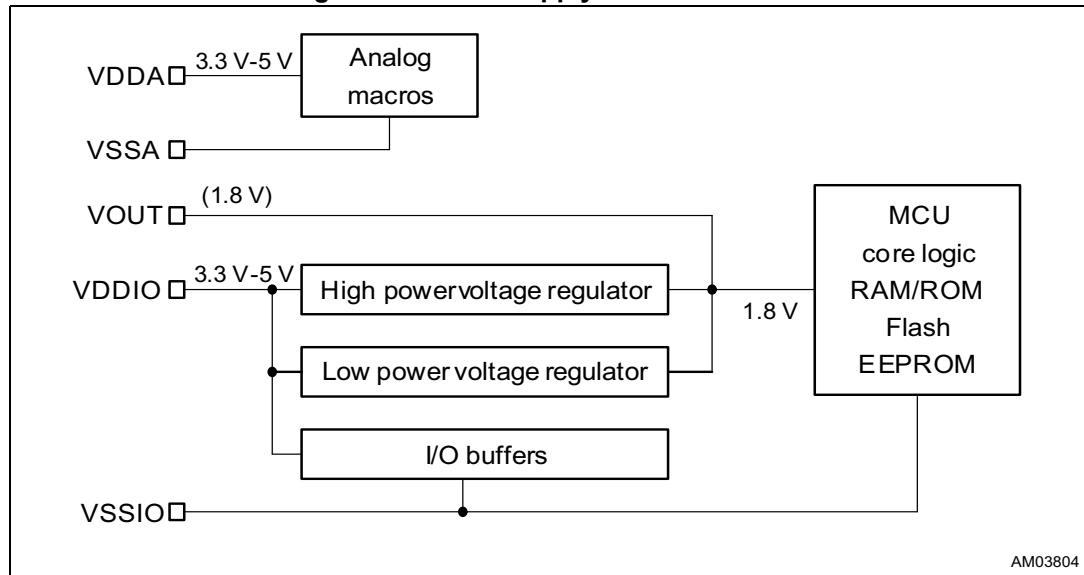 supply
VDDA
3.3 V-5 V
Analog
macros
VSSA
VOUT
(1.8 V)
VDDIO
3.3 V-5 V
High powervoltage regulator
1.8 V
Low power voltage regulator
I/O buffers
VSSIO
MCU
core logic
RAM/ROM
Flash
EEPROM
AM03804